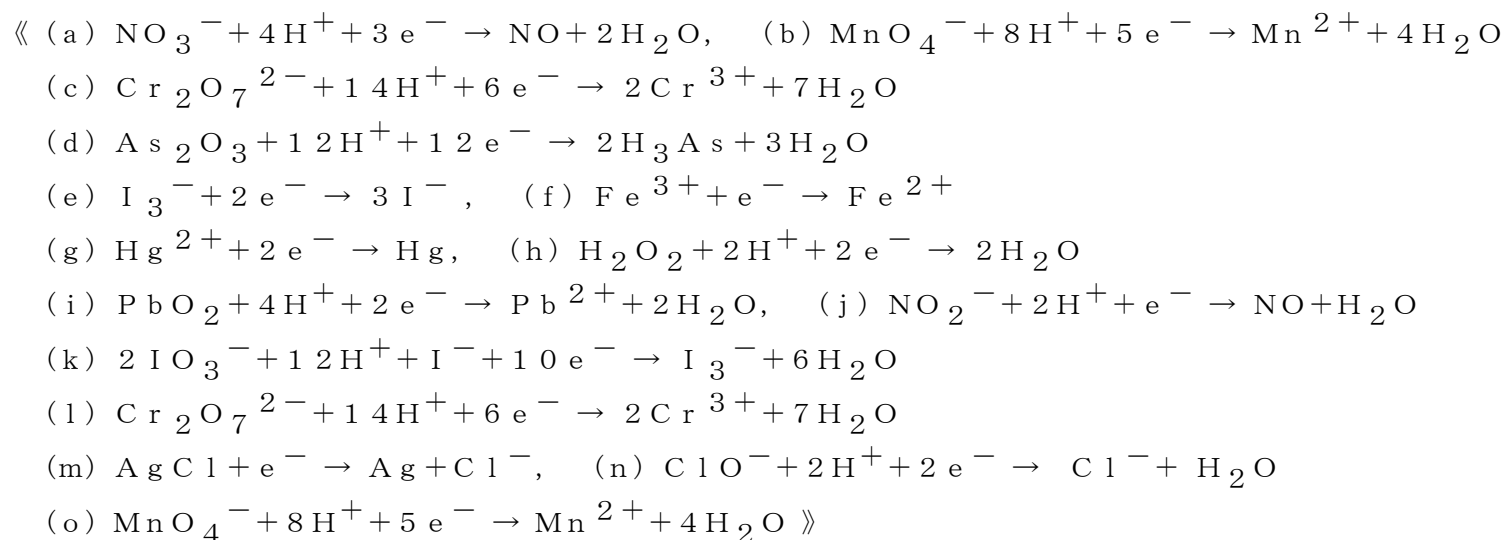 《(a) NO₃⁻+4H⁺+3e⁻ → NO+2H₂O, (b) MnO₄⁻+8H⁺+5e⁻ → Mn²⁺+4H₂O
(c) Cr₂O₇²⁻+14H⁺+6e⁻ → 2Cr³⁺+7H₂O
(d) As₂O₃+12H⁺+12e⁻ → 2H₃As+3H₂O
(e) I₃⁻+2e⁻ → 3I⁻, (f) Fe³⁺+e⁻ → Fe²⁺
(g) Hg²⁺+2e⁻ → Hg, (h) H₂O₂+2H⁺+2e⁻ → 2H₂O
(i) PbO₂+4H⁺+2e⁻ → Pb²⁺+2H₂O, (j) NO₂⁻+2H⁺+e⁻ → NO+H₂O
(k) 2IO₃⁻+12H⁺+I⁻+10e⁻ → I₃⁻+6H₂O
(l) Cr₂O₇²⁻+14H⁺+6e⁻ → 2Cr³⁺+7H₂O
(m) AgCl+e⁻ → Ag+Cl⁻, (n) ClO⁻+2H⁺+2e⁻ → Cl⁻+ H₂O
(o) MnO₄⁻+8H⁺+5e⁻ → Mn²⁺+4H₂O 》